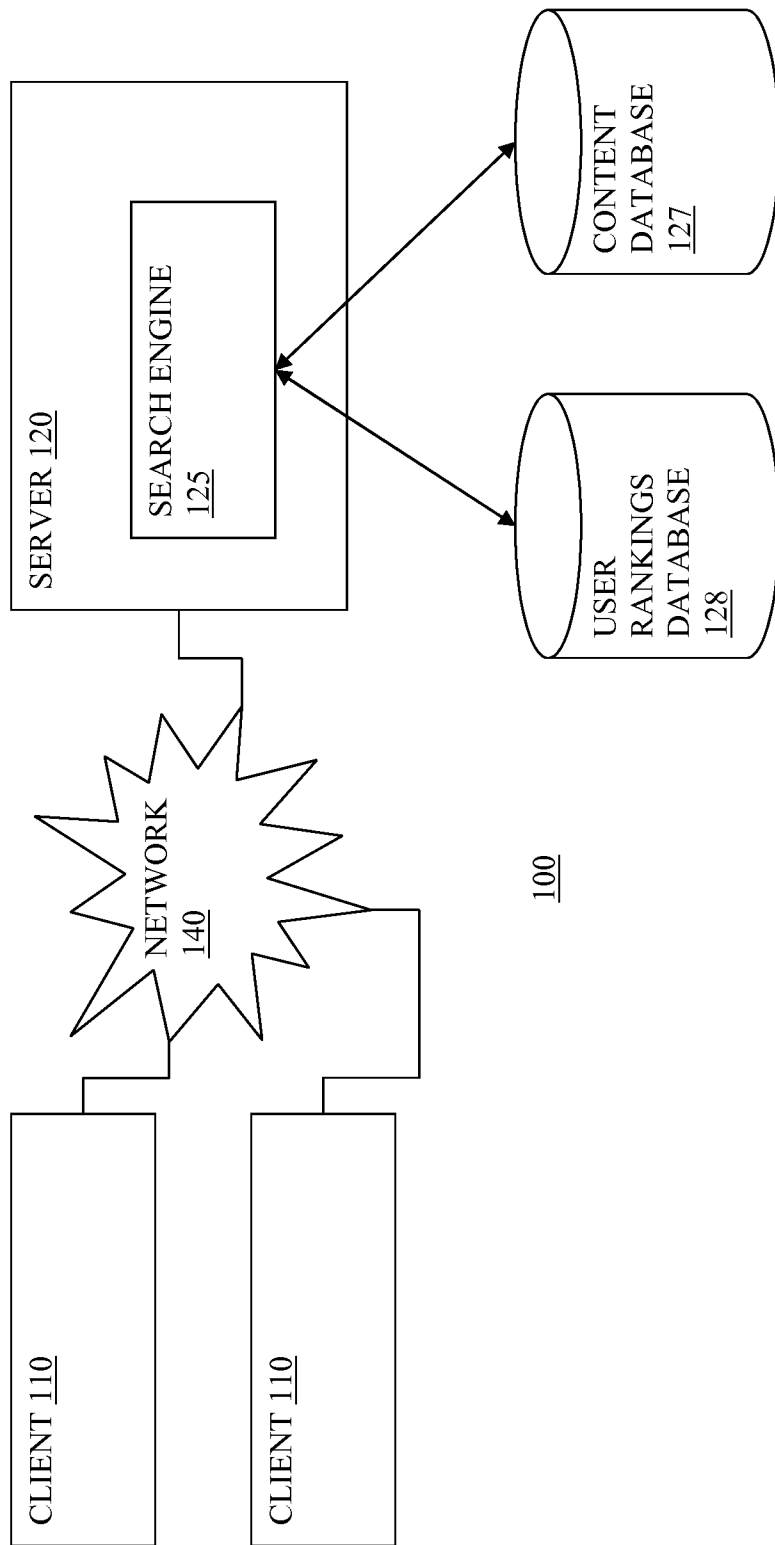 CLIENT 110
CLIENT 110
NETWORK
140
SERVER 120
SEARCH ENGINE
125
USER
RANKINGS
DATABASE
128
CONTENT
DATABASE
127
100